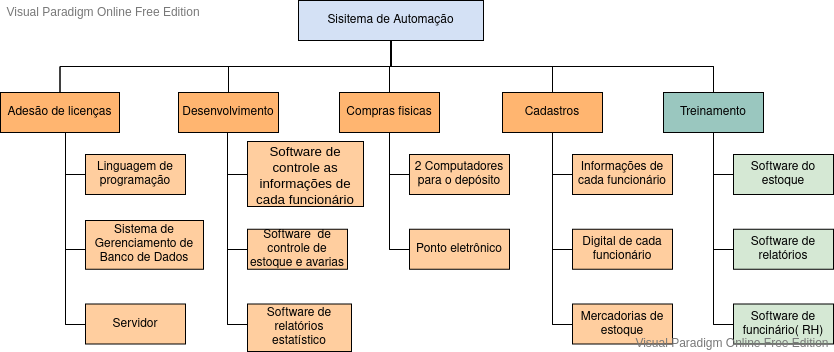 Visual Paradigm Online Free Edition
Sisitema de Automação
Adesão de licenças
Desenvolvimento
Compras fisicas
Cadastros
Treinamento
Linguagem de
programação
Sistema de
Gerenciamento de
Banco de Dados
Servidor
Software de
controle as
informações de
cada funcionário
Software de
controle de
estoque e avarias
Software de
relatórios
estatístico
2 Computadores
para o depósito
Ponto eletrônico
Informações de
cada funcionário
Digital de cada
funcionário
Mercadorias de
estoque
Software do
estoque
Software de
relatórios
Software de
funcinário( RH)
Visual Paradigm Online Free Edition